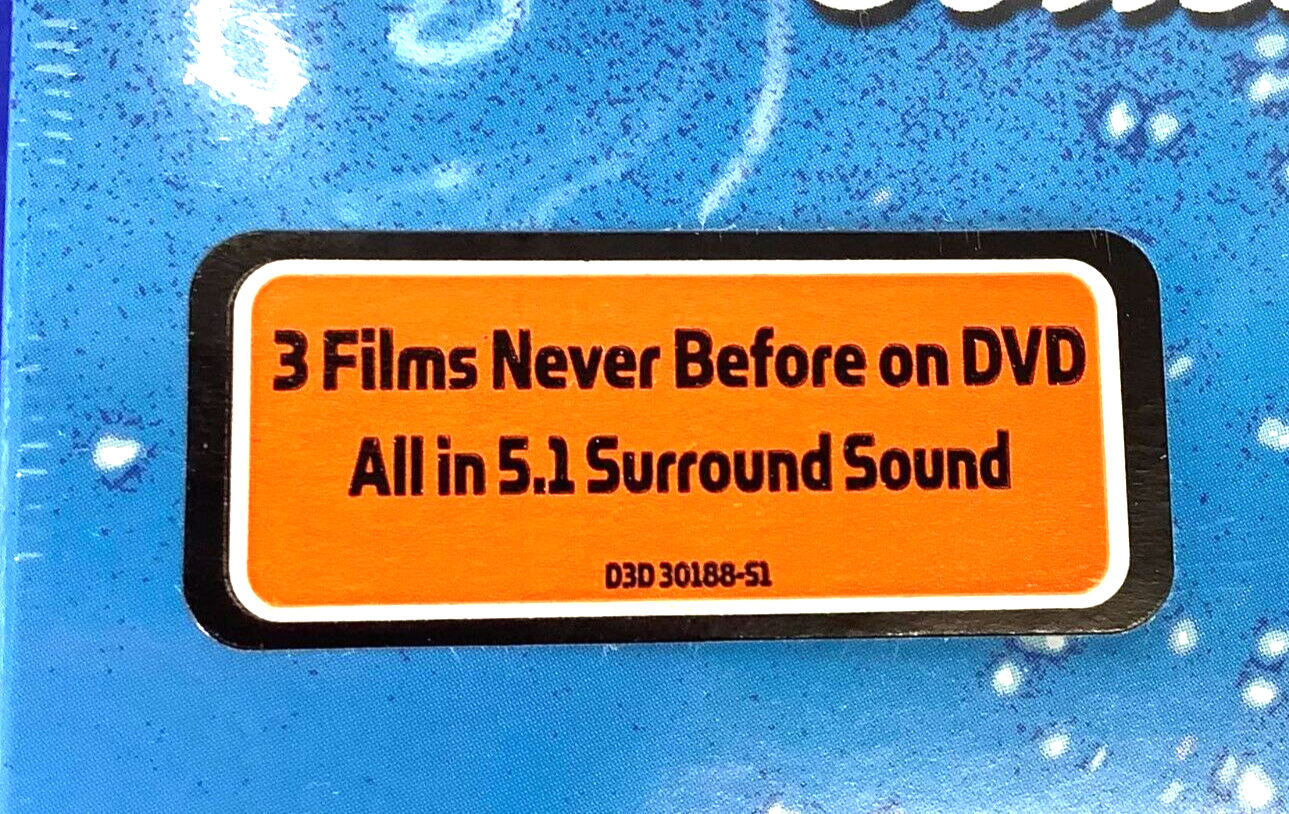 3 Films Never Before on DVD
All in 5.1 Surround Sound
D3D 30188-S1